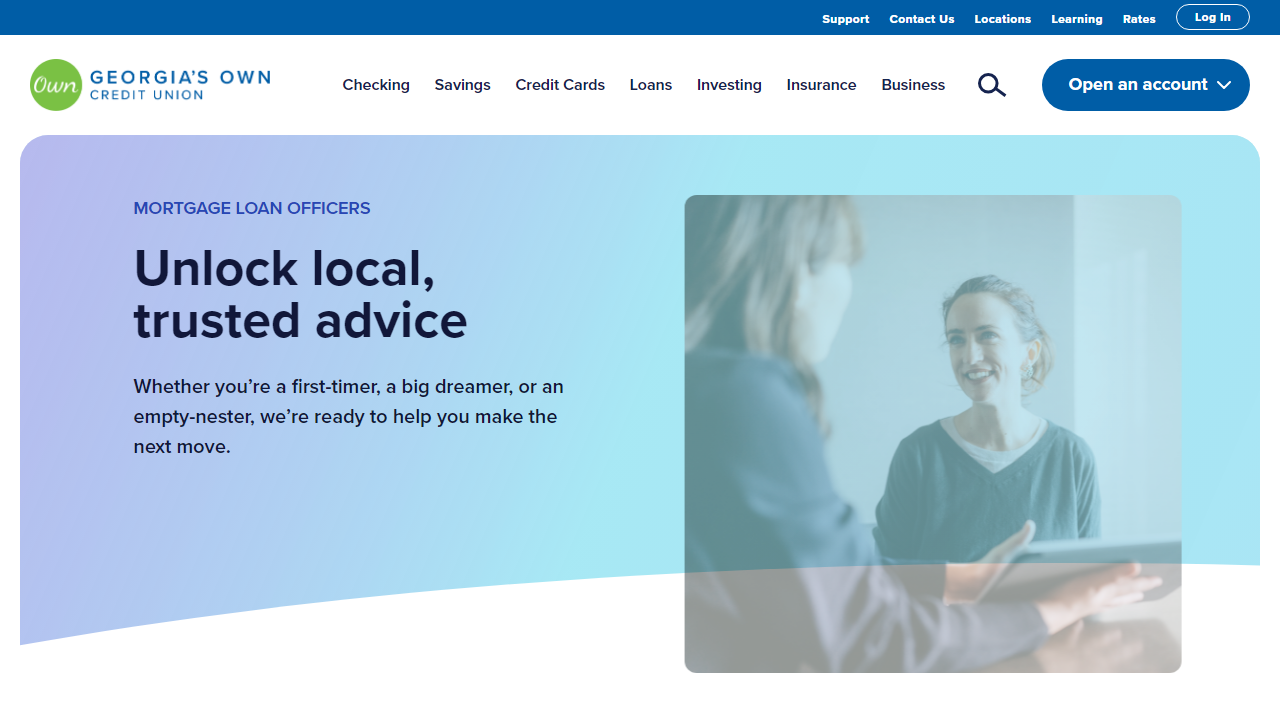 Support Contact Us Locations Learning Rates Log In
Own GEORGIA'S OWN
CREDIT UNION
Checking Savings Credit Cards Loans Investing Insurance Business Open an account
MORTGAGE LOAN OFFICERS
Unlock local,
trusted advice
Whether you’re a first-timer, a big dreamer, or an
empty-nester, we’re ready to help you make the
next move.